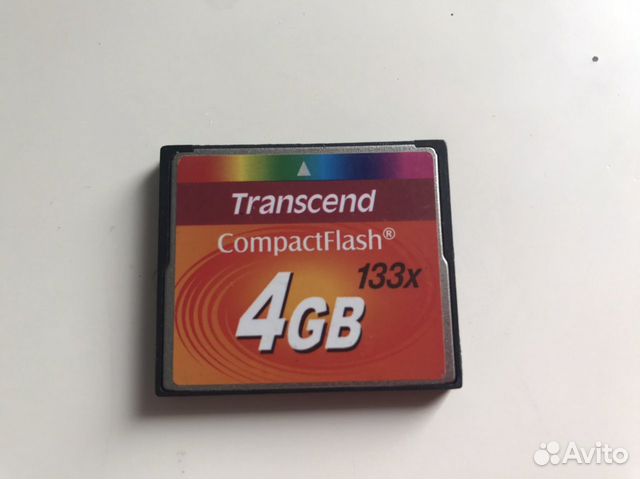 Transcend
CompactFlash®
133x
4GB
Avito